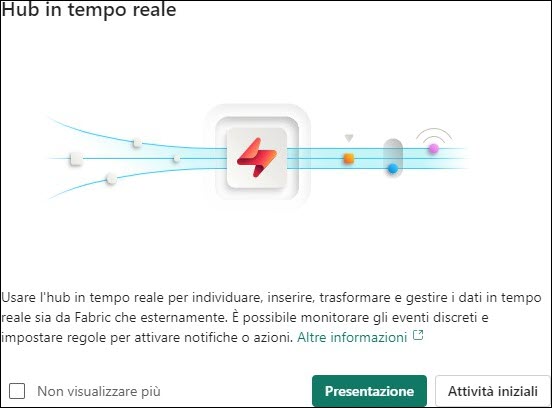 Hub in tempo reale
Usare l'hub in tempo reale per individuare, inserire, trasformare e gestire i dati in tempo
reale sia da Fabric che esternamente. È possibile monitorare gli eventi discreti e
impostare regole per attivare notifiche o azioni. Altre informazioni
Non visualizzare più
Presentazione
Attività iniziali